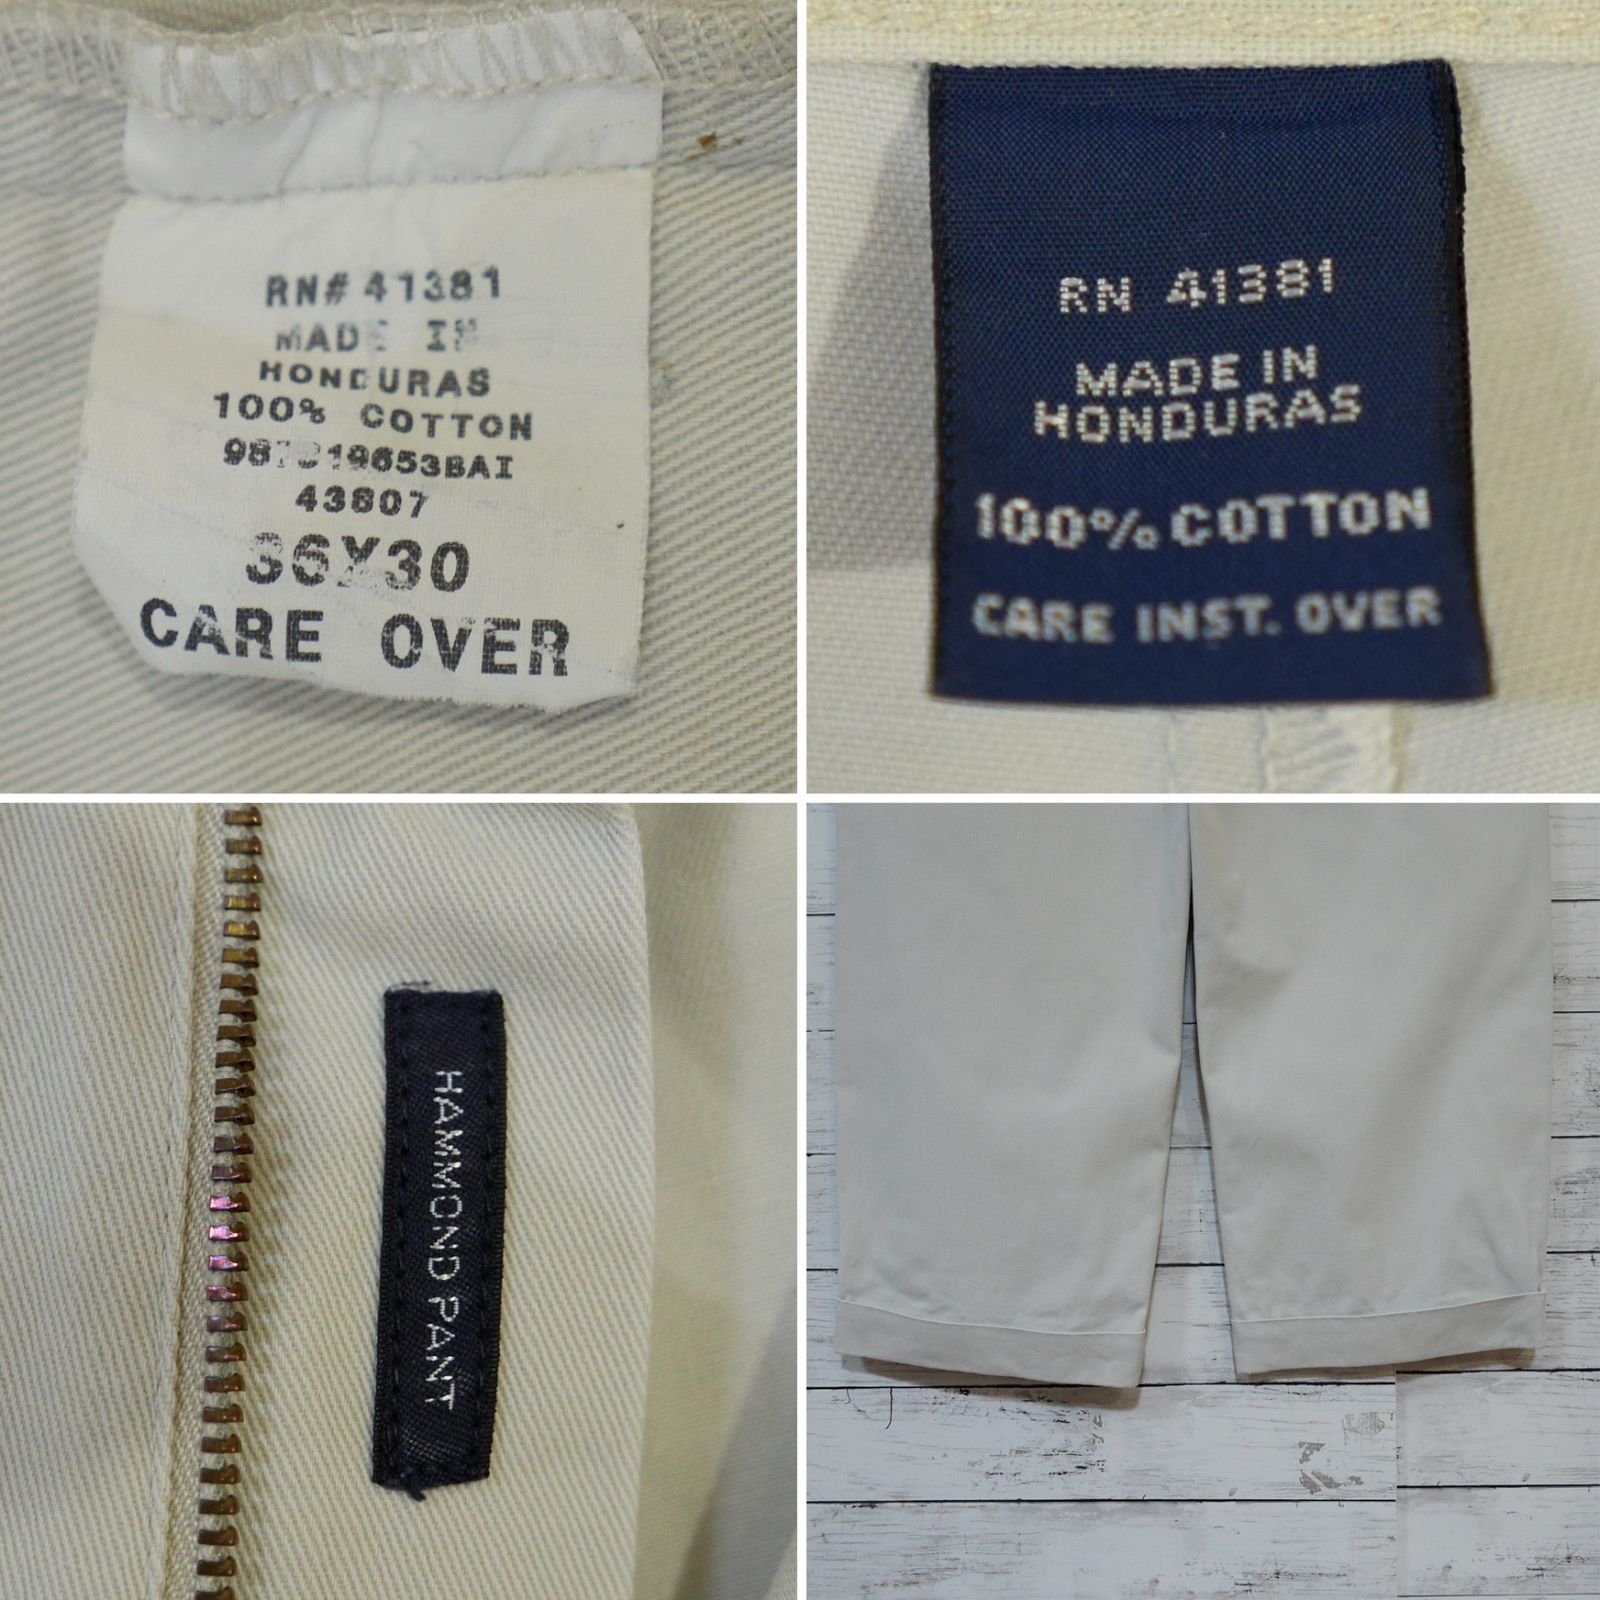 RN# 41381
MADE IN
HONDURAS
100% COTTON
43807
36X30
CARE OVER
RN 41381
MADE IN
HONDURAS
100% COTTON
CARE INST. OVER
HAMMOND PANT